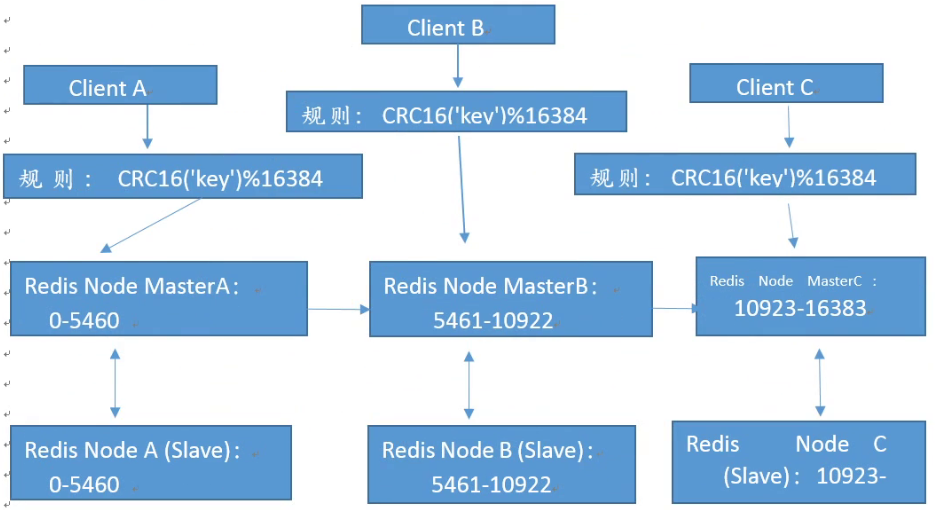 Client B
Client A
Client C
规则： CRC16('key')%16384
规 则 ： CRC16('key')%16384
规则： CRC16('key')%16384
Redis Node MasterA：
0-5460
Redis Node MasterB：
5461-10922
Redis Node MasterC ：
10923-16383
Redis Node A (Slave)：
0-5460
Redis Node B (Slave)：
5461-10922
Redis Node C
(Slave)： 10923-